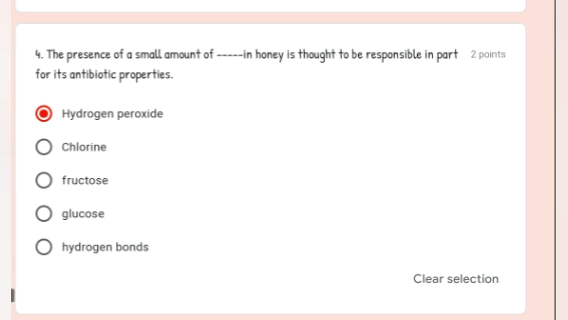 4. The presence of a small amount of -----in honey is thought to be responsible in part 2 points
for its antibiotic properties.
Hydrogen peroxide
Chlorine
fructose
glucose
hydrogen bonds
Clear selection